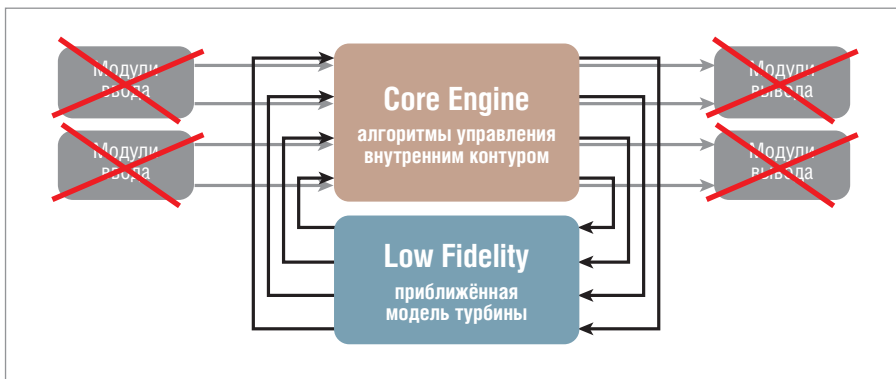 Модули
ввода
Модули
ввода
Core Engine
алгоритмы управления
внутренним контуром
Модули
вывода
Модули
вывода
Low Fidelity
приближённая
модель турбины